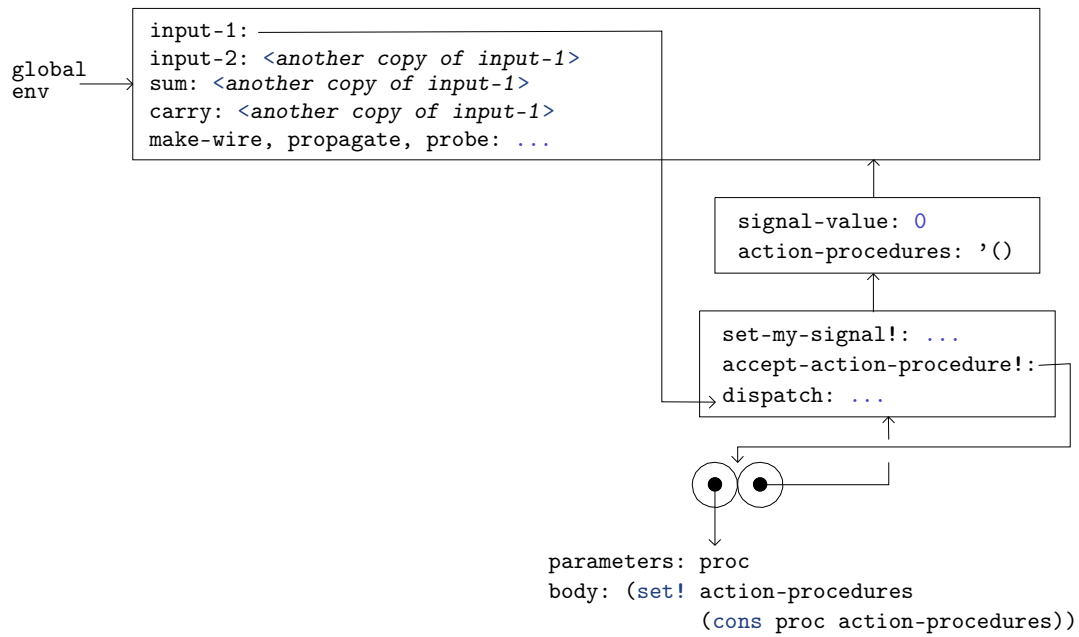 input-1:
input-2: <another copy of input-1>
global
env
sum: <another copy of input-1>
carry: <another copy of input-1>
make-wire, propagate, probe: ...
signal-value: 0
action-procedures: ’()
set-my-signal!: ...
accept-action-procedure!:
dispatch: ...
parameters: proc
body: (set! action-procedures
(cons proc action-procedures))